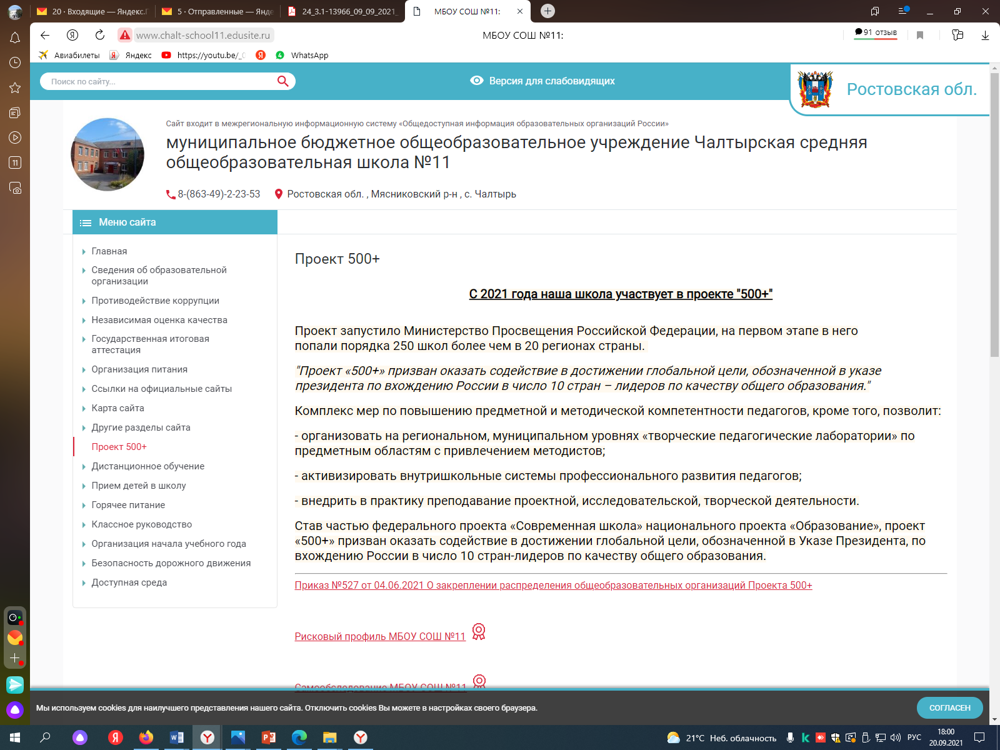 20 · Входящие — Яндекс.П
5 · Отправленные — Янде
24_3.1-13966_09_09_2021_
МБОУ СОШ №11:
www.chalt-school11.edusite.ru
МБОУ СОШ №11:
91 отзыв
Авиабилеты
Яндекс
https://youtu.be/_
WhatsApp
Поиск по сайту...
Версия для слабовидящих
Ростовская обл.
11
Сайт входит в межрегиональную информационную систему «Общедоступная информация образовательных организаций России»
муниципальное бюджетное общеобразовательное учреждение Чалтырская средняя
общеобразовательная школа №11
8-(863-49)-2-23-53
Ростовская обл. , Мясниковский р-н , с. Чалтырь
Меню сайта
Главная
Сведения об образовательной
организации
Противодействие коррупции
Независимая оценка качества
Государственная итоговая
аттестация
Организация питания
Ссылки на официальные сайты
Карта сайта
Другие разделы сайта
Проект 500+
Дистанционное обучение
Прием детей в школу
Горячее питание
Классное руководство
Организация начала учебного года
Безопасность дорожного движения
Доступная среда
Проект 500+
С 2021 года наша школа участвует в проекте "500+"
Проект запустило Министерство Просвещения Российской Федерации, на первом этапе в него
попали порядка 250 школ более чем в 20 регионах страны.
"Проект «500+» призван оказать содействие в достижении глобальной цели, обозначенной в указе
президента по вхождению России в число 10 стран – лидеров по качеству общего образования."
Комплекс мер по повышению предметной и методической компетентности педагогов, кроме того, позволит:
- организовать на региональном, муниципальном уровнях «творческие педагогические лаборатории» по
предметным областям с привлечением методистов;
- активизировать внутришкольные системы профессионального развития педагогов;
- внедрить в практику преподавание проектной, исследовательской, творческой деятельности.
Став частью федерального проекта «Современная школа» национального проекта «Образование», проект
«500+» призван оказать содействие в достижении глобальной цели, обозначенной в Указе Президента, по
вхождению России в число 10 стран-лидеров по качеству общего образования.
Приказ №527 от 04.06.2021 О закреплении распределения общеобразовательных организаций Проекта 500+
Рисковый профиль МБОУ СОШ №11
Самообследование МБОУ СОШ №11
Мы используем cookies для наилучшего представления нашего сайта. Отключить cookies Вы можете в настройках своего браузера.
СОГЛАСЕН
21°C Неб. облачность
РУС
18:00
20.09.2021